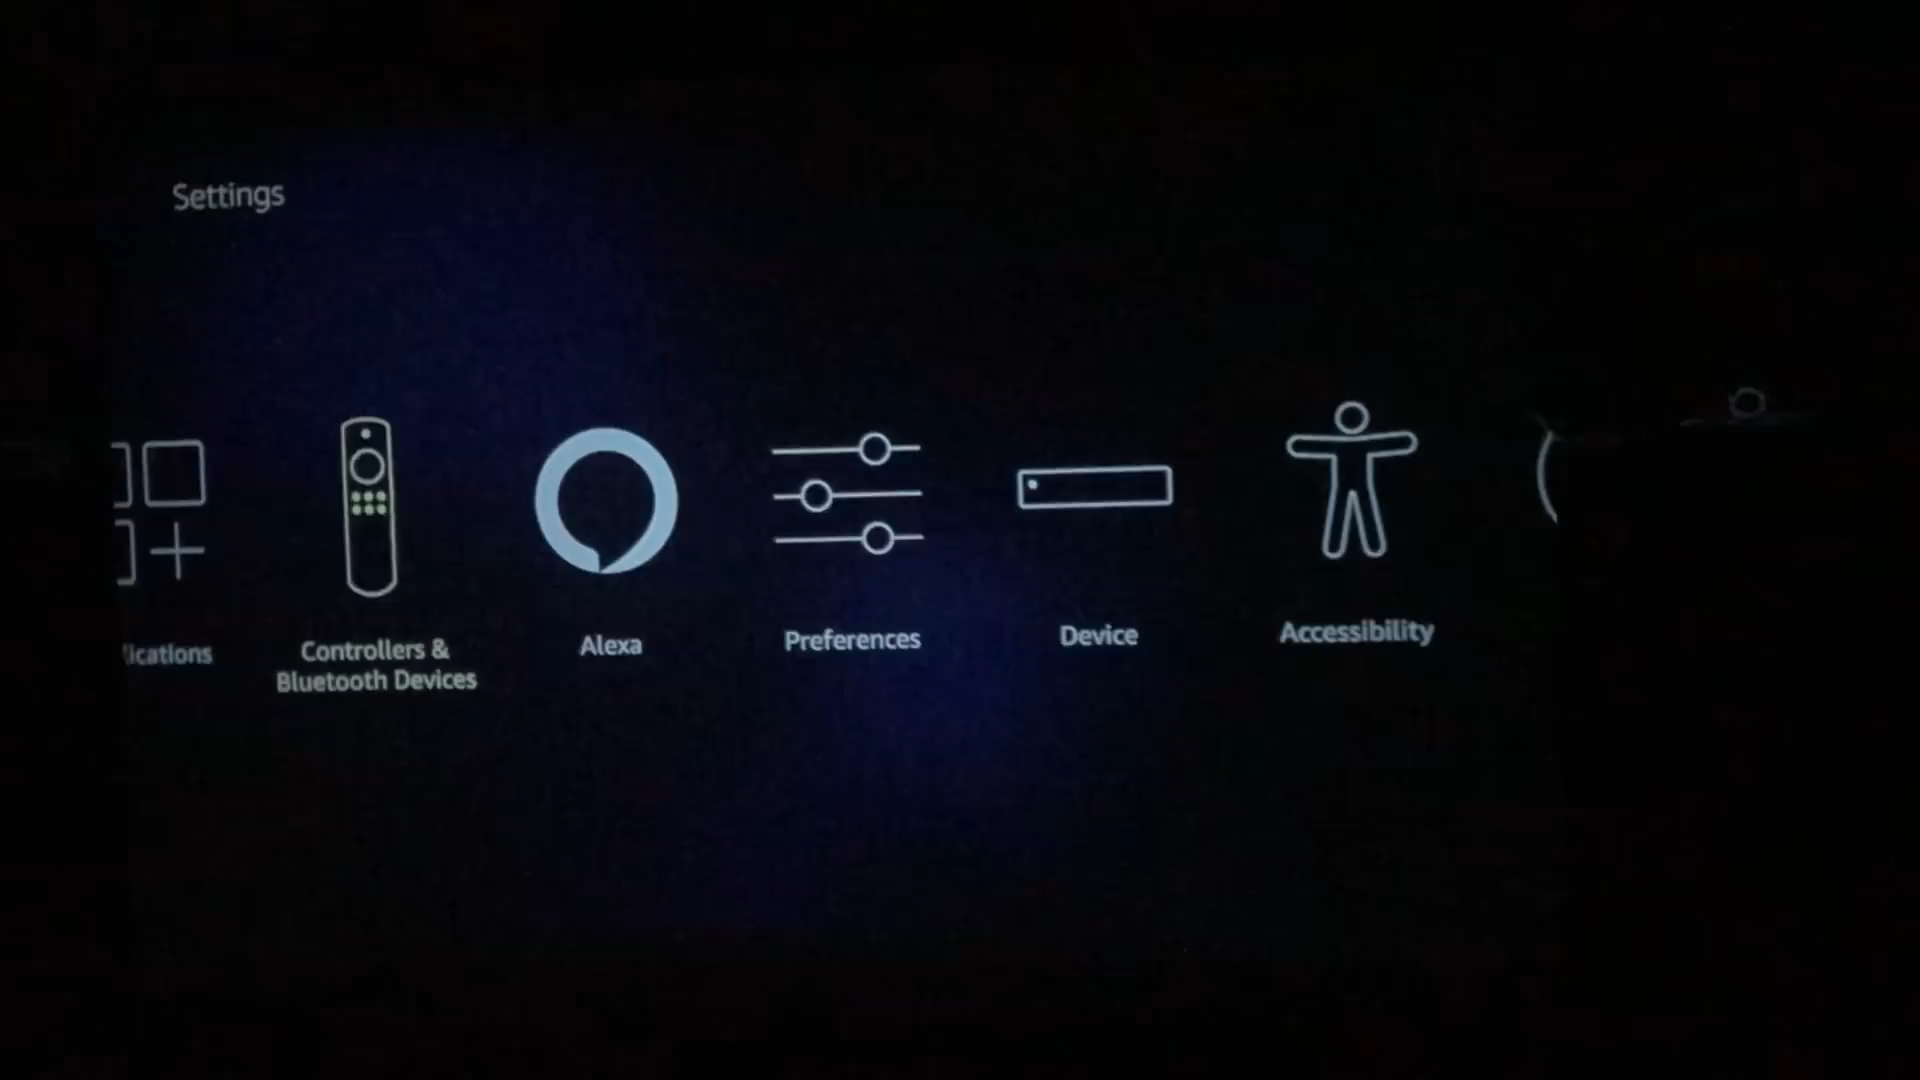 Settings
Controllers &
Bluetooth Devices
Alexa
Preferences
Device
Accessibility